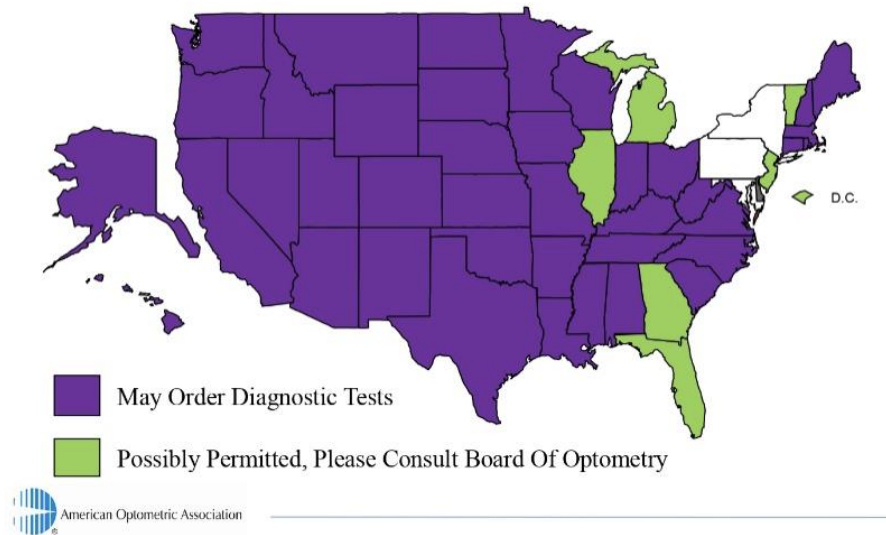 D.C.
May Order Diagnostic Tests
Possibly Permitted, Please Consult Board Of Optometry
American Optometric Association
®